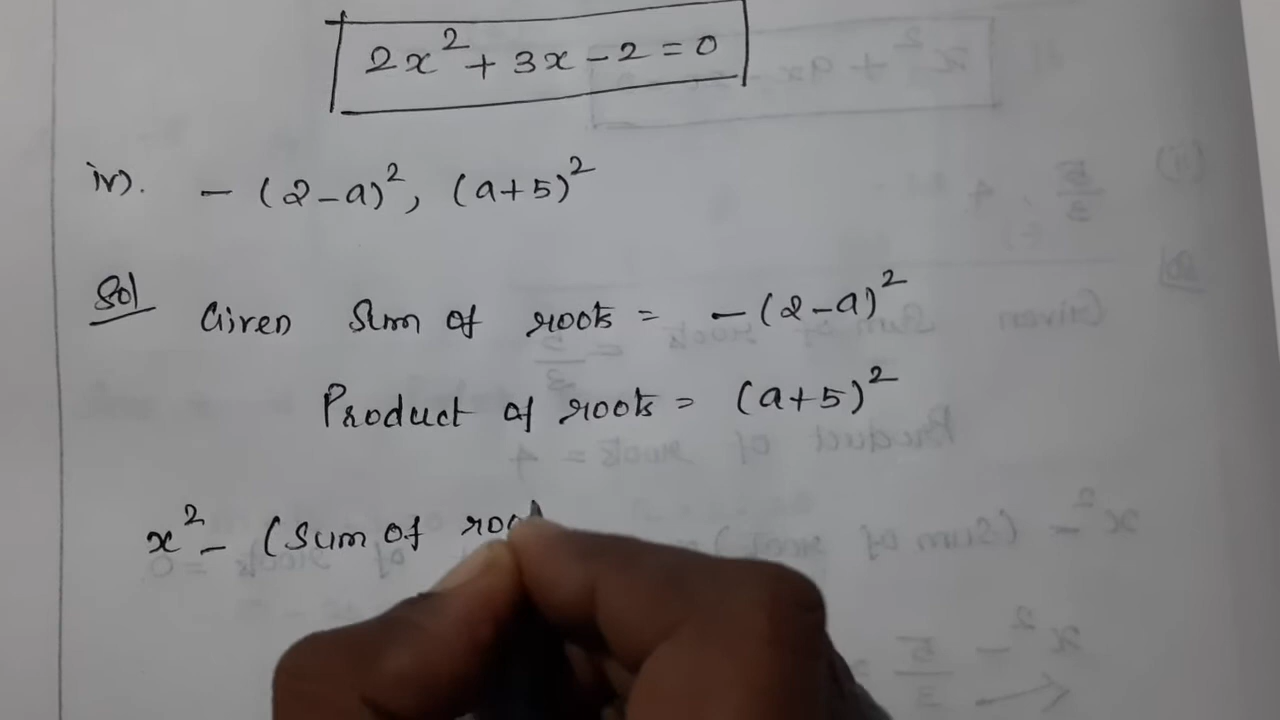 2x² + 3x - 2 = 0
iv). - (2-a)², (a+5)²
Sol Given Sum of roots = - (2-a)²
Product of roots = (a+5)²
x² - (Sum of